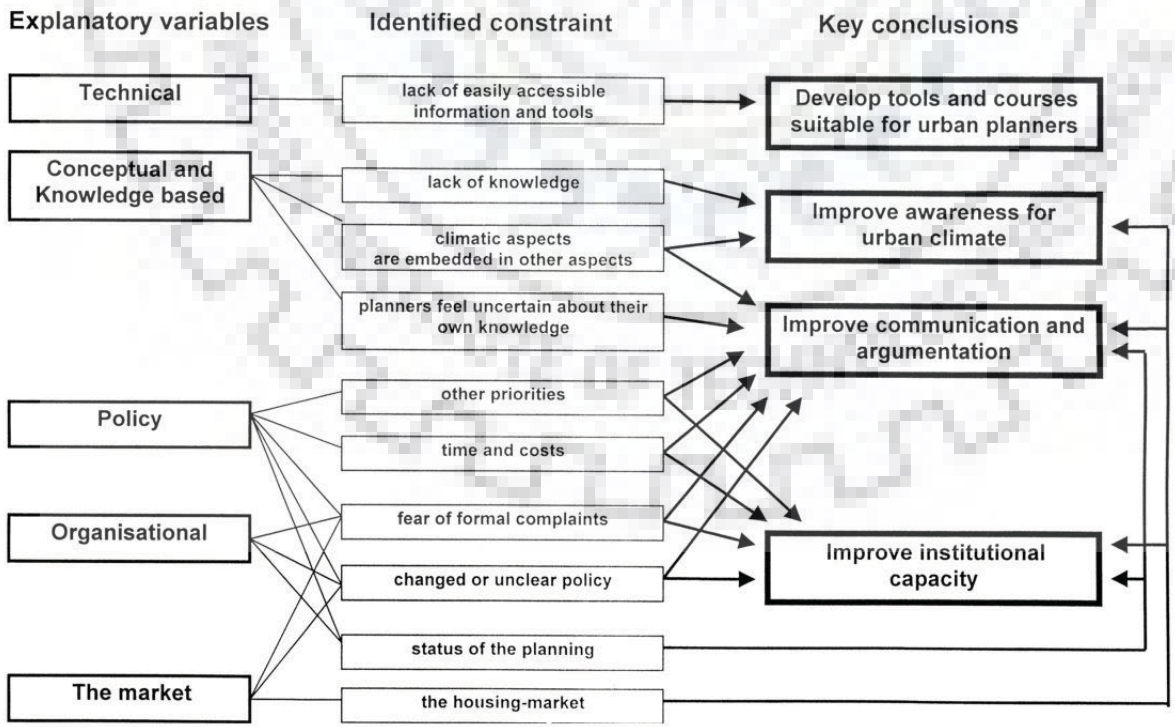 Explanatory variables
Identified constraint
Key conclusions
Technical
lack of easily accessible
information and tools
Develop tools and courses
suitable for urban planners
Conceptual and
Knowledge based
lack of knowledge
Improve awareness for
urban climate
climatic aspects
are embedded in other aspects
planners feel uncertain about their
own knowledge
Improve communication and
argumentation
Policy
other priorities
time and costs
Organisational
fear of formal complaints
Improve institutional
capacity
changed or unclear policy
status of the planning
The market
the housing-market